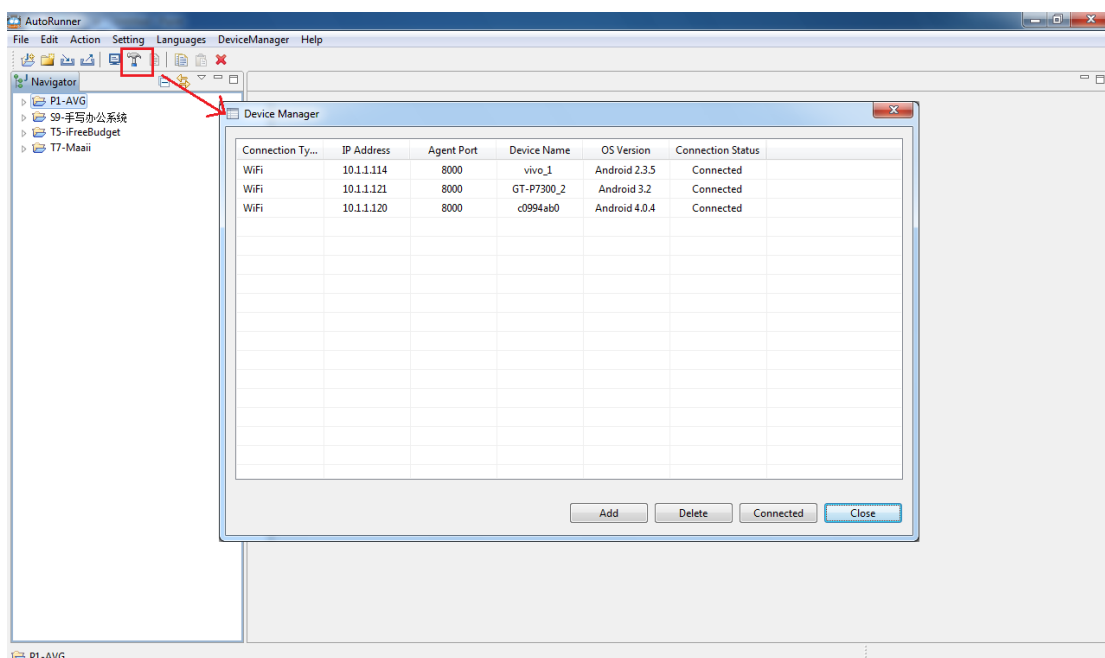 AutoRunner
File Edit Action Setting Languages DeviceManager Help
Navigator
P1-AVG
S9-手写办公系统
T5-iFreeBudget
T7-Maaii
Device Manager
Connection Ty... IP Address Agent Port Device Name OS Version Connection Status
WiFi 10.1.1.114 8000 vivo_1 Android 2.3.5 Connected
WiFi 10.1.1.121 8000 GT-P7300_2 Android 3.2 Connected
WiFi 10.1.1.120 8000 c0994ab0 Android 4.0.4 Connected
Add Delete Connected Close
P1-AVG